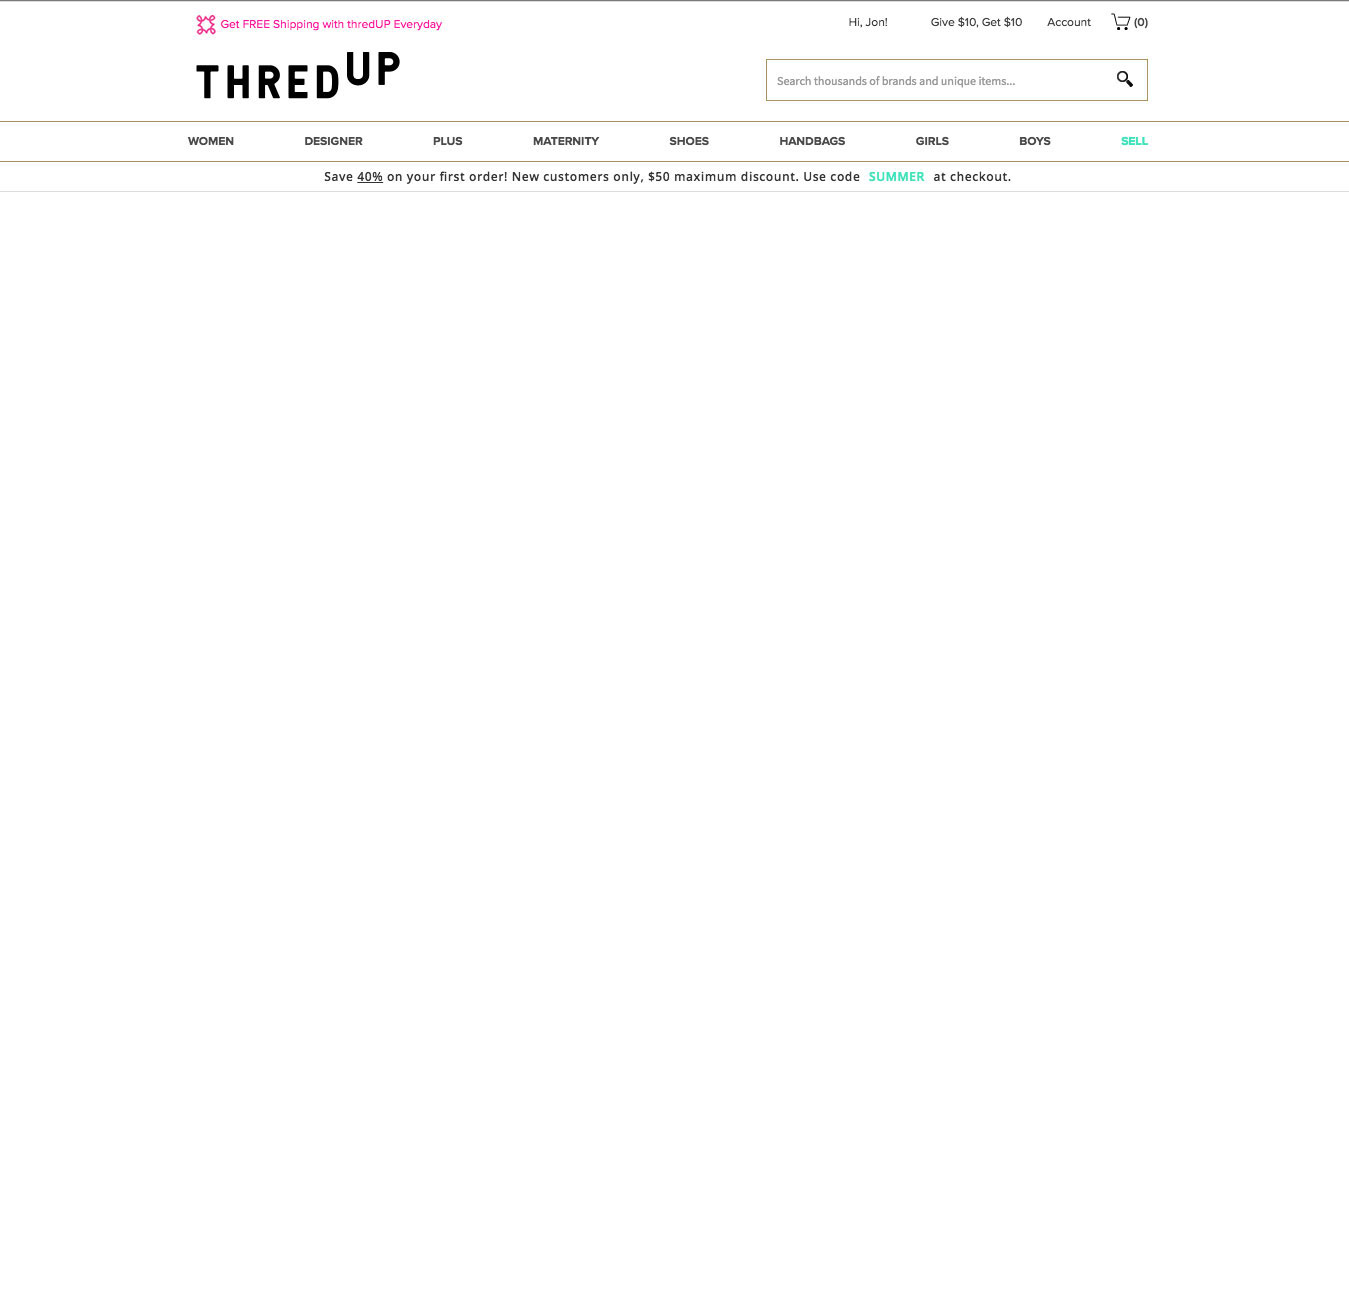 Get FREE Shipping with thredUP Everyday
Hi, Jon!
Give $10, Get $10
Account
(0)
THREDUP
Search thousands of brands and unique items...
WOMEN
DESIGNER
PLUS
MATERNITY
SHOES
HANDBAGS
GIRLS
BOYS
SELL
Save 40% on your first order! New customers only, $50 maximum discount. Use code SUMMER at checkout.